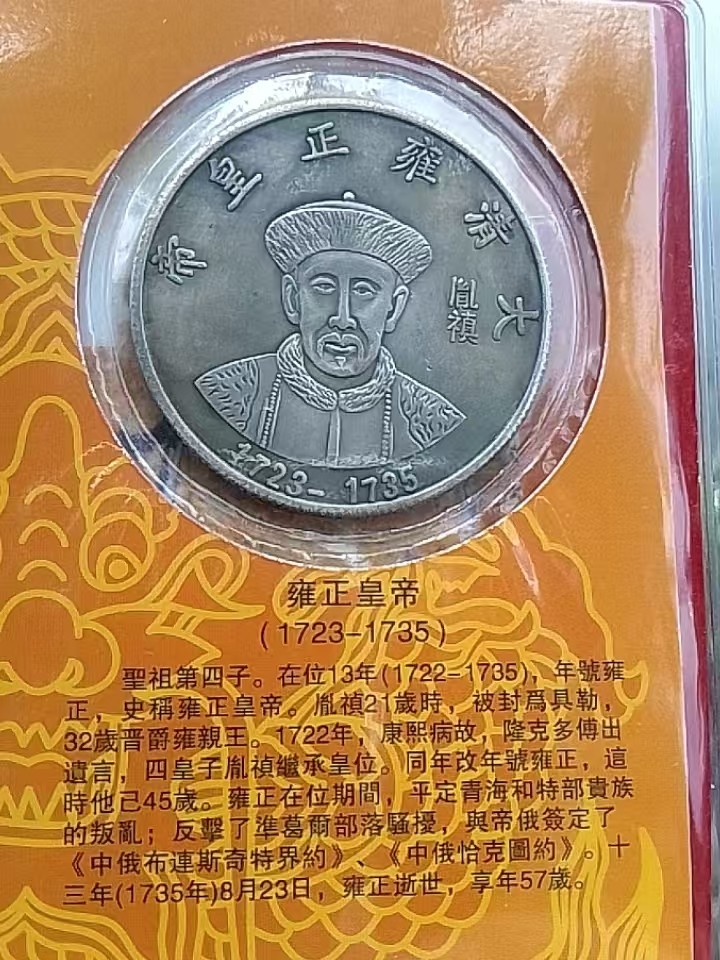 大清雍正皇帝
胤禛
1723-1735
雍正皇帝
(1723-1735)
聖祖第四子。在位13年(1722-1735)，年號雍
正，史稱雍正皇帝。胤禎21歲時，被封爲具勒，
32歲晋爵雍親王。1722年，康熙病故，隆克多傅出
遺言，四皇子胤禎繼承皇位。同年改年號雍正，這
時他己45歲。雍正在位期間，平定青海和特部貴族
的叛亂；反擊了準葛爾部落騷擾，與帝俄簽定了
《中俄布連斯奇特界約》、《中俄恰克圖約》。十
三年(1735年)8月23日，雍正逝世，享年57歲。